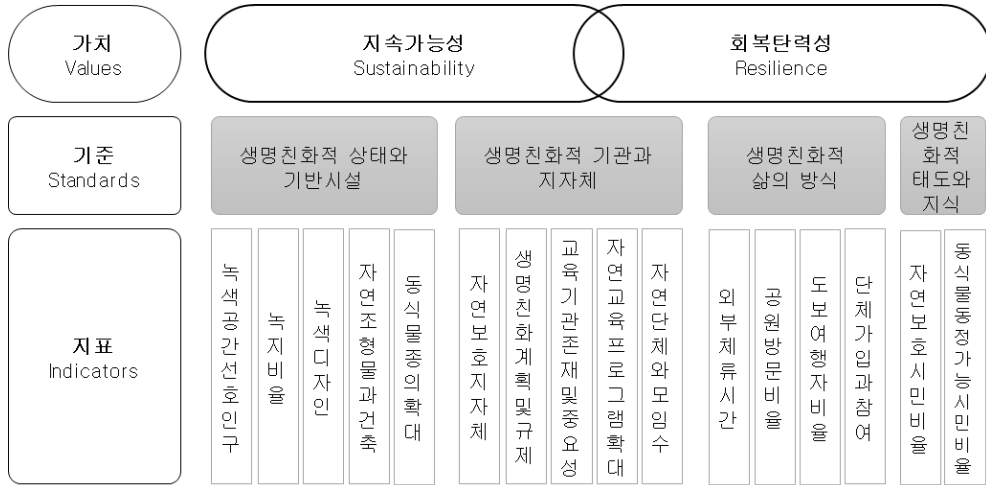 가치
Values
지속가능성
Sustainability
회복탄력성
Resilience
기준
Standards
생명친화적 상태와
기반시설
생명친화적 기관과
지자체
생명친화적
삶의 방식
생명친
화적
태도와
지식
지표
Indicators
녹색공간선호인구
녹지비율
녹색디자인
자연조형물과건축
동식물종의확대
자연보호지자체
생명친화계획및규제
교육기관존재및중요성
자연교육프로그램확대
자연단체와모임수
외부체류시간
공원방문비율
도보여행자비율
단체가입과참여
자연보호시민비율
동식물동정가능시민비율